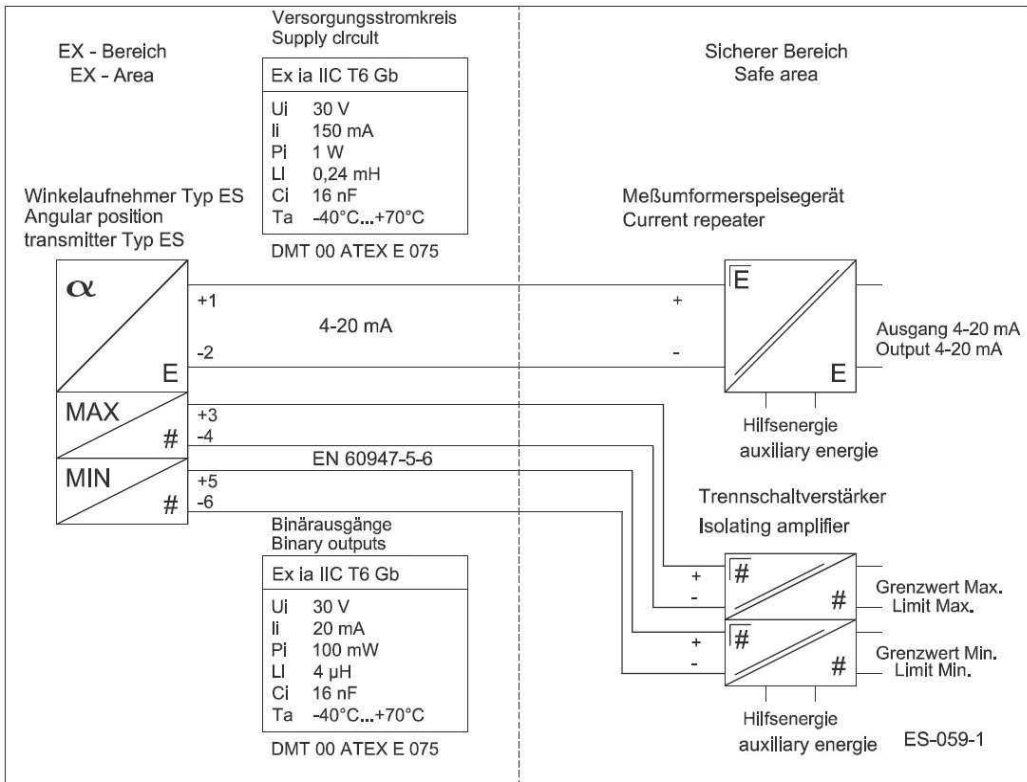 EX - Bereich
EX - Area
Versorgungsstromkreis
Supply clrcult
Ex ia IIC T6 Gb
Ui 30 V
Ii 150 mA
Pi 1 W
LI 0,24 mH
Ci 16 nF
Ta -40°C...+70°C
DMT 00 ATEX E 075
Sicherer Bereich
Safe area
Winkelaufnehmer Typ ES
Angular position
transmitter Typ ES
α
E
+1
-2
4-20 mA
MAX
#
+3
-4
MIN
#
+5
-6
EN 60947-5-6
Meßumformerspeisegerät
Current repeater
+
-
E
E
Ausgang 4-20 mA
Output 4-20 mA
Hilfsenergie
auxiliary energie
Trennschaltverstärker
Isolating amplifier
+
-
#
#
Grenzwert Max.
Limit Max.
+
-
#
#
Grenzwert Min.
Limit Min.
Hilfsenergie
auxiliary energie
Binärausgänge
Binary outputs
Ex ia IIC T6 Gb
Ui 30 V
Ii 20 mA
Pi 100 mW
LI 4 µH
Ci 16 nF
Ta -40°C...+70°C
DMT 00 ATEX E 075
ES-059-1